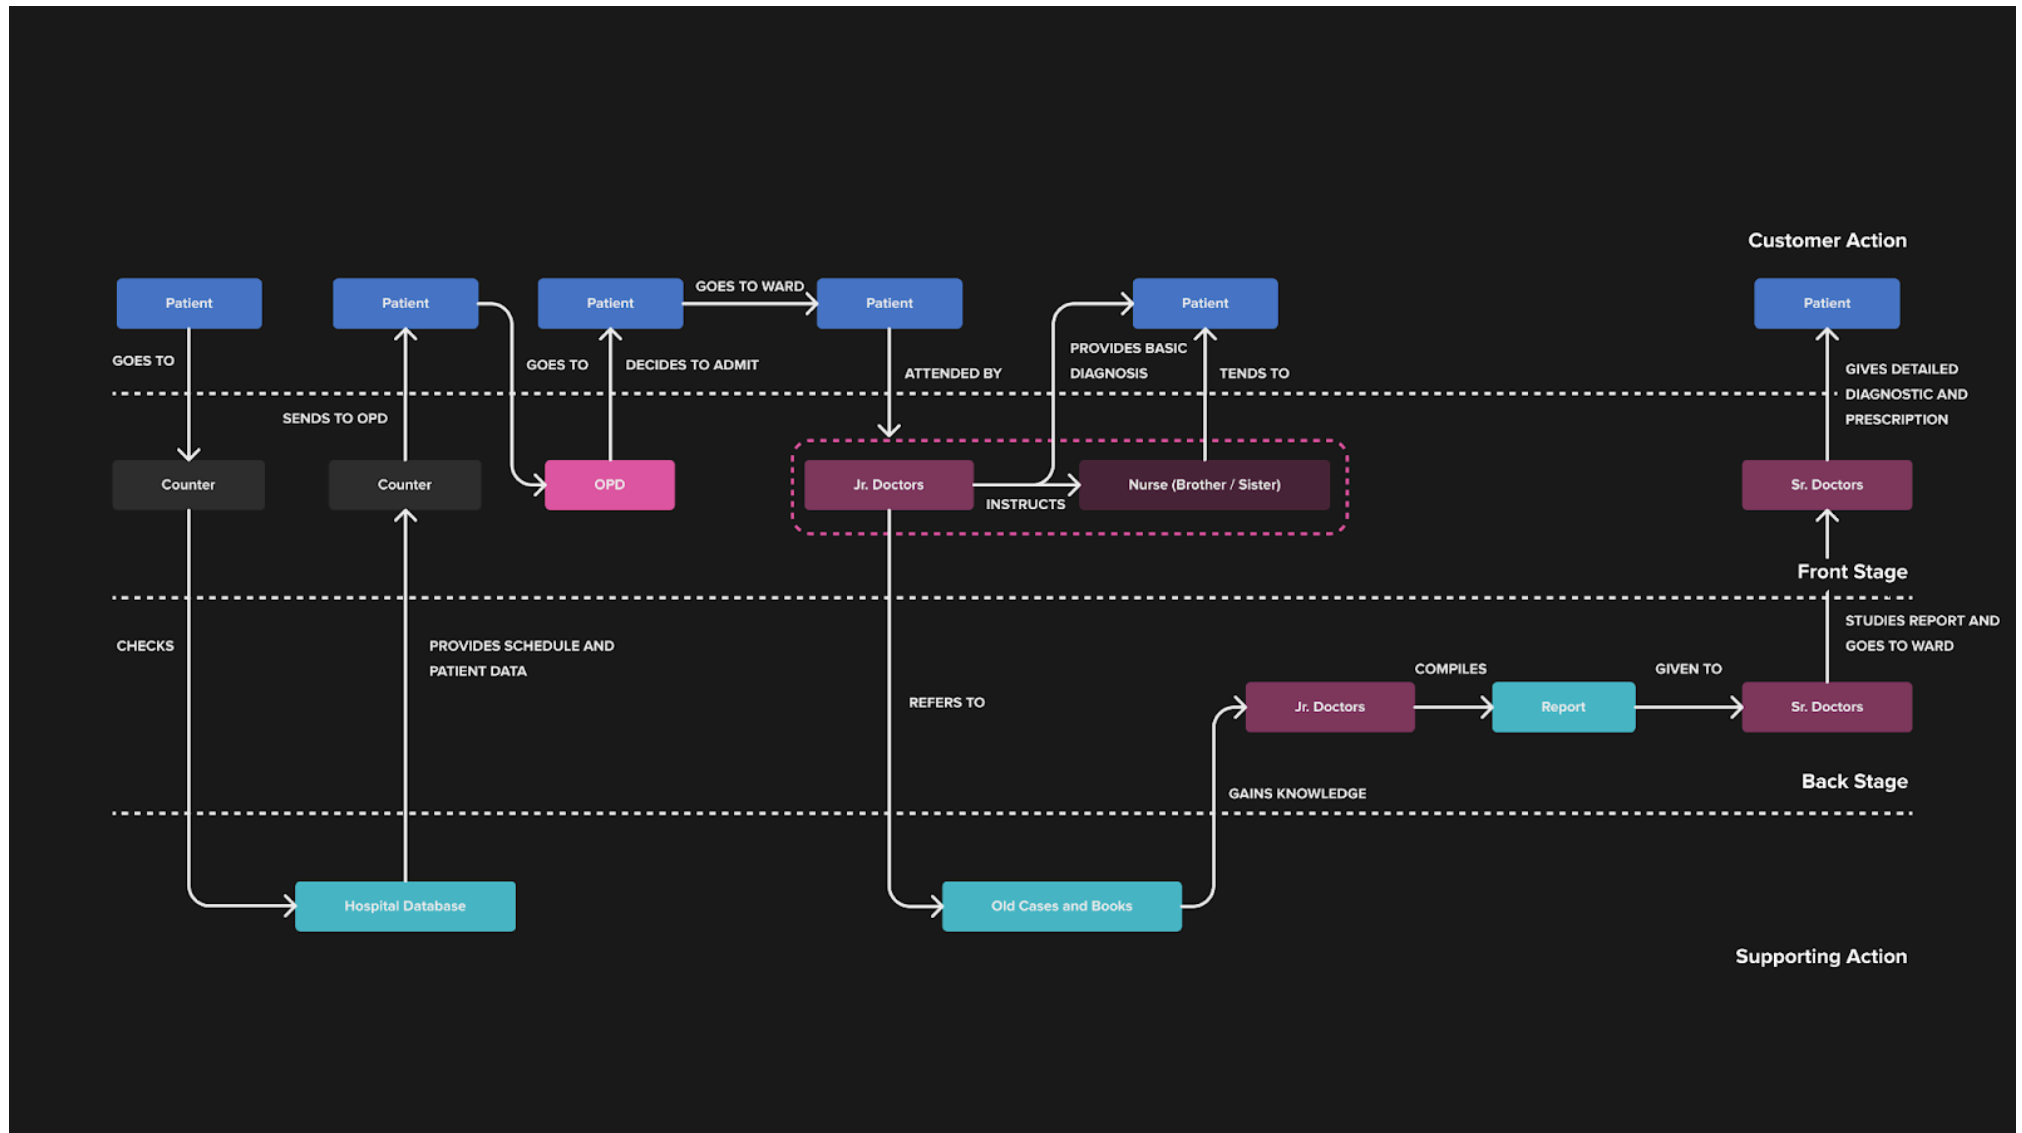 Customer Action
GOES TO WARD
Patient
Patient
Patient
Patient
Patient
Patient
GOES TO
GOES TO
DECIDES TO ADMIT
ATTENDED BY
PROVIDES BASIC
DIAGNOSIS
TENDS TO
GIVES DETAILED
DIAGNOSTIC AND
PRESCRIPTION
SENDS TO OPD
Counter
Counter
OPD
Jr. Doctors
INSTRUCTS
Nurse (Brother / Sister)
Sr. Doctors
Front Stage
CHECKS
PROVIDES SCHEDULE AND
PATIENT DATA
STUDIES REPORT AND
GOES TO WARD
REFERS TO
COMPILES
GIVEN TO
Jr. Doctors
Report
Sr. Doctors
Back Stage
GAINS KNOWLEDGE
Hospital Database
Old Cases and Books
Supporting Action